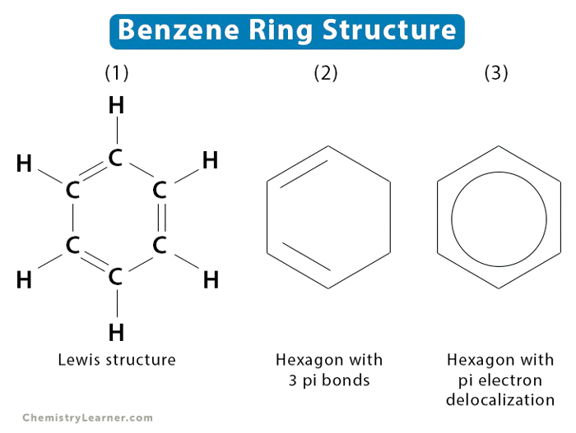 Benzene Ring Structure
(1) (2) (3)
H
H C H
C C
C C
H C H
H
Lewis structure
Hexagon with
3 pi bonds
Hexagon with
pi electron
delocalization
ChemistryLearner.com